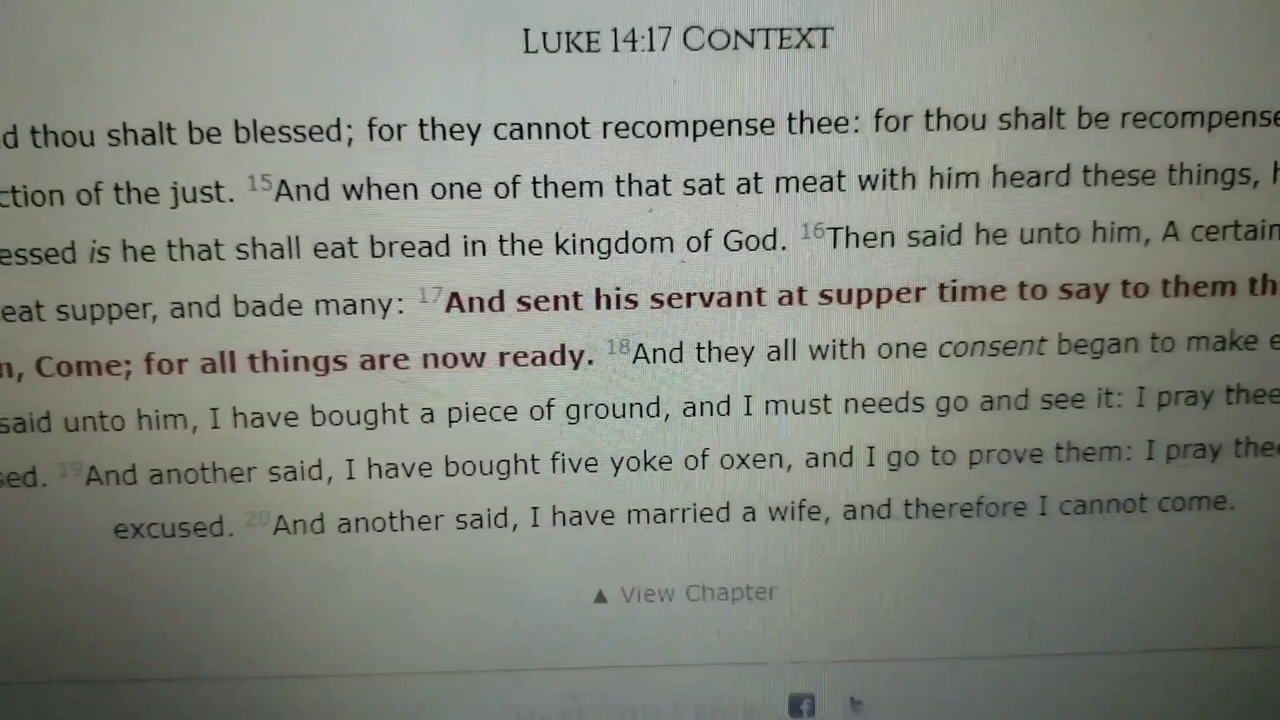 LUKE 14:17 CONTEXT
d thou shalt be blessed; for they cannot recompense thee: for thou shalt be recompense
ction of the just. 15And when one of them that sat at meat with him heard these things, h
essed is he that shall eat bread in the kingdom of God. 16Then said he unto him, A certain
eat supper, and bade many: 17And sent his servant at supper time to say to them th
n, Come; for all things are now ready. 18And they all with one consent began to make e
said unto him, I have bought a piece of ground, and I must needs go and see it: I pray thee
sed. 19And another said, I have bought five yoke of oxen, and I go to prove them: I pray thee
excused. 20And another said, I have married a wife, and therefore I cannot come.
▲ View Chapter